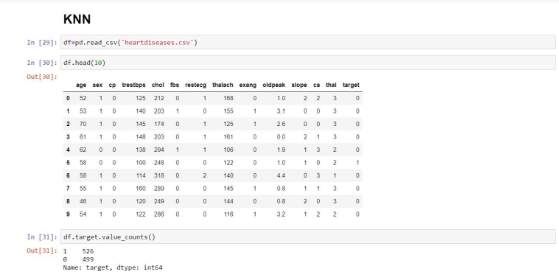 KNN
In [29]: df=pd.read_csv('heartdiseases.csv')
In [30]: df.head(10)
Out[30]:
age sex cp trestbps chol fbs restecg thalach exang oldpeak slope ca thal target
0 52 1 0 125 212 0 1 168 0 1.0 2 2 3 0
1 53 1 0 140 203 1 0 155 1 3.1 0 0 3 0
2 70 1 0 145 174 0 1 125 1 2.6 0 0 3 0
3 61 1 0 148 203 0 1 161 0 0.0 2 1 3 0
4 62 0 0 138 294 1 1 106 0 1.9 1 3 2 0
5 58 0 0 100 248 0 0 122 0 1.0 1 0 2 1
6 58 1 0 114 318 0 2 140 0 4.4 0 3 1 0
7 55 1 0 160 289 0 0 145 1 0.8 1 1 3 0
8 46 1 0 120 249 0 0 144 0 0.8 2 0 3 0
9 54 1 0 122 286 0 0 116 1 3.2 1 2 2 0
In [31]: df.target.value_counts()
Out[31]: 1 526
0 499
Name: target, dtype: int64